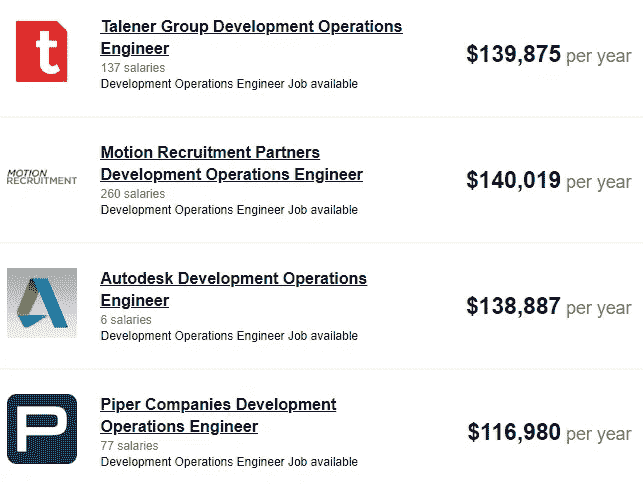 t
Talener Group Development Operations
Engineer
137 salaries
Development Operations Engineer Job available
$139,875 per year
MOTION
RECRUITMENT
Motion Recruitment Partners
Development Operations Engineer
260 salaries
Development Operations Engineer Job available
$140,019 per year
Autodesk Development Operations
Engineer
6 salaries
Development Operations Engineer Job available
$138,887 per year
P
Piper Companies Development
Operations Engineer
77 salaries
Development Operations Engineer Job available
$116,980 per year